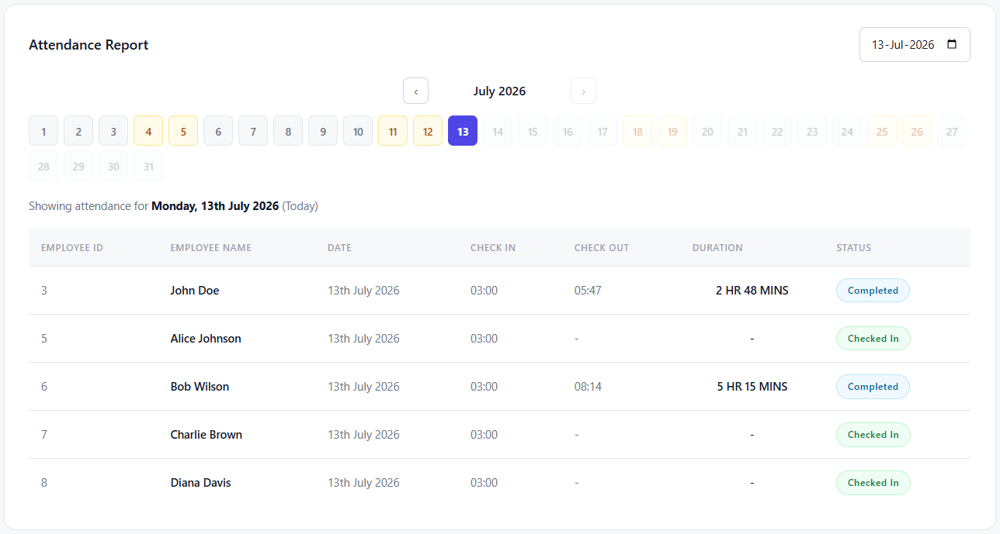 Attendance Report
13-Jul-2026
‹ July 2026 ›
1 2 3 4 5 6 7 8 9 10 11 12 13 14 15 16 17 18 19 20 21 22 23 24 25 26 27
28 29 30 31
Showing attendance for Monday, 13th July 2026 (Today)
EMPLOYEE ID EMPLOYEE NAME DATE CHECK IN CHECK OUT DURATION STATUS
3 John Doe 13th July 2026 03:00 05:47 2 HR 48 MINS Completed
5 Alice Johnson 13th July 2026 03:00 - - Checked In
6 Bob Wilson 13th July 2026 03:00 08:14 5 HR 15 MINS Completed
7 Charlie Brown 13th July 2026 03:00 - - Checked In
8 Diana Davis 13th July 2026 03:00 - - Checked In